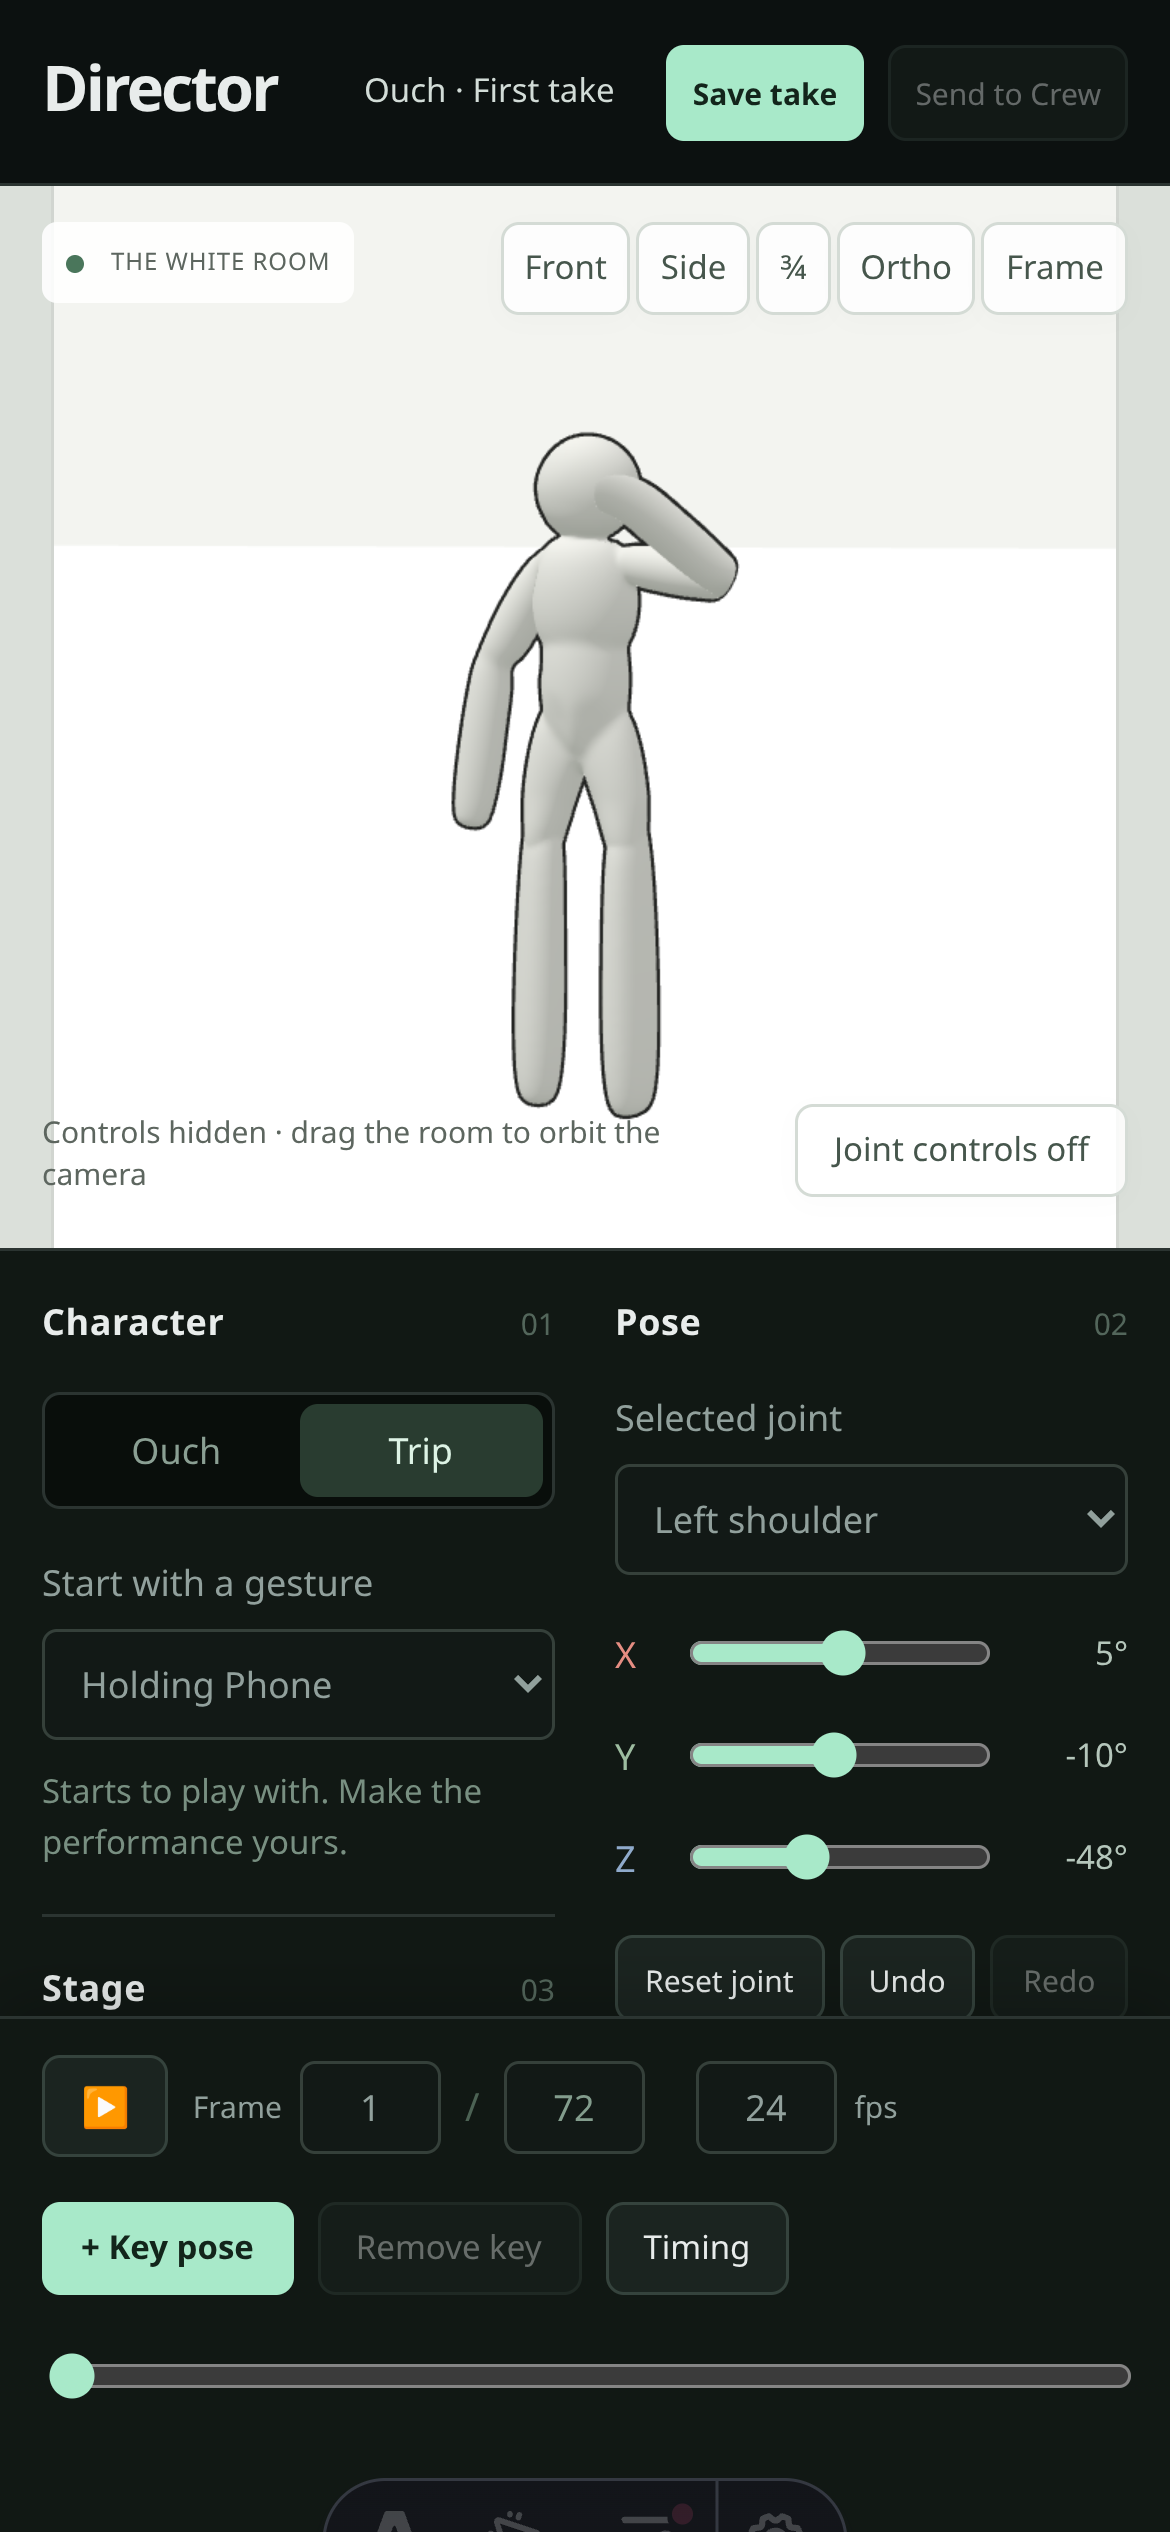 Director
Ouch · First take
Save take
Send to Crew
THE WHITE ROOM
Front
Side
¾
Ortho
Frame
Controls hidden · drag the room to orbit the
camera
Joint controls off
Character
01
Ouch
Trip
Start with a gesture
Holding Phone
Starts to play with. Make the
performance yours.
Stage
03
Pose
02
Selected joint
Left shoulder
X
5°
Y
-10°
Z
-48°
Reset joint
Undo
Redo
Frame
1
/
72
24
fps
+ Key pose
Remove key
Timing